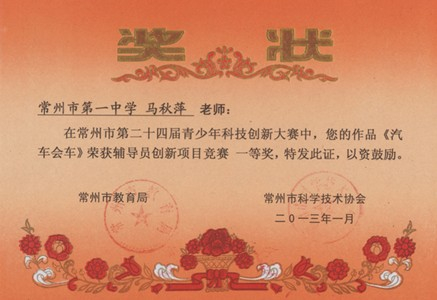 奖 状
常州市第一中学 马秋萍 老师:
在常州市第二十四届青少年科技创新大赛中,您的作品《汽
车会车》荣获辅导员创新项目竞赛 一等奖,特发此证,以资鼓励。
常州市教育局 常州市科学技术协会
二〇一三年一月